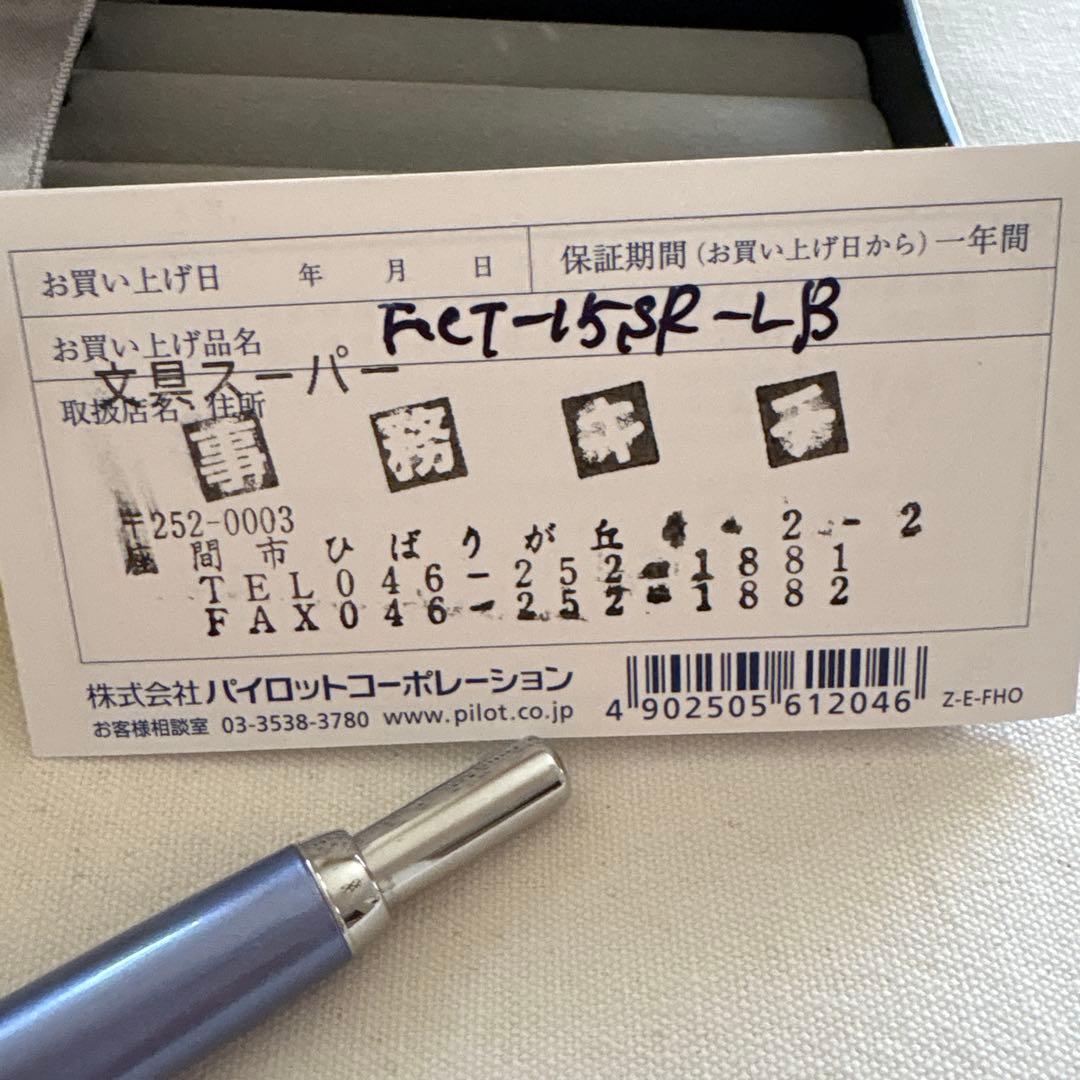 お買い上げ日 年 月 日
保証期間(お買い上げ日から)一年間
お買い上げ品名 FCT-15SR-LB
文具スーパー
取扱店名・住所
事務キチ
〒252-0003
座間市ひばりが丘4-2-2
TEL046-252-1881
FAX046-252-1882
株式会社パイロットコーポレーション
お客様相談室 03-3538-3780 www.pilot.co.jp
4 902505 612046
Z-E-FHO